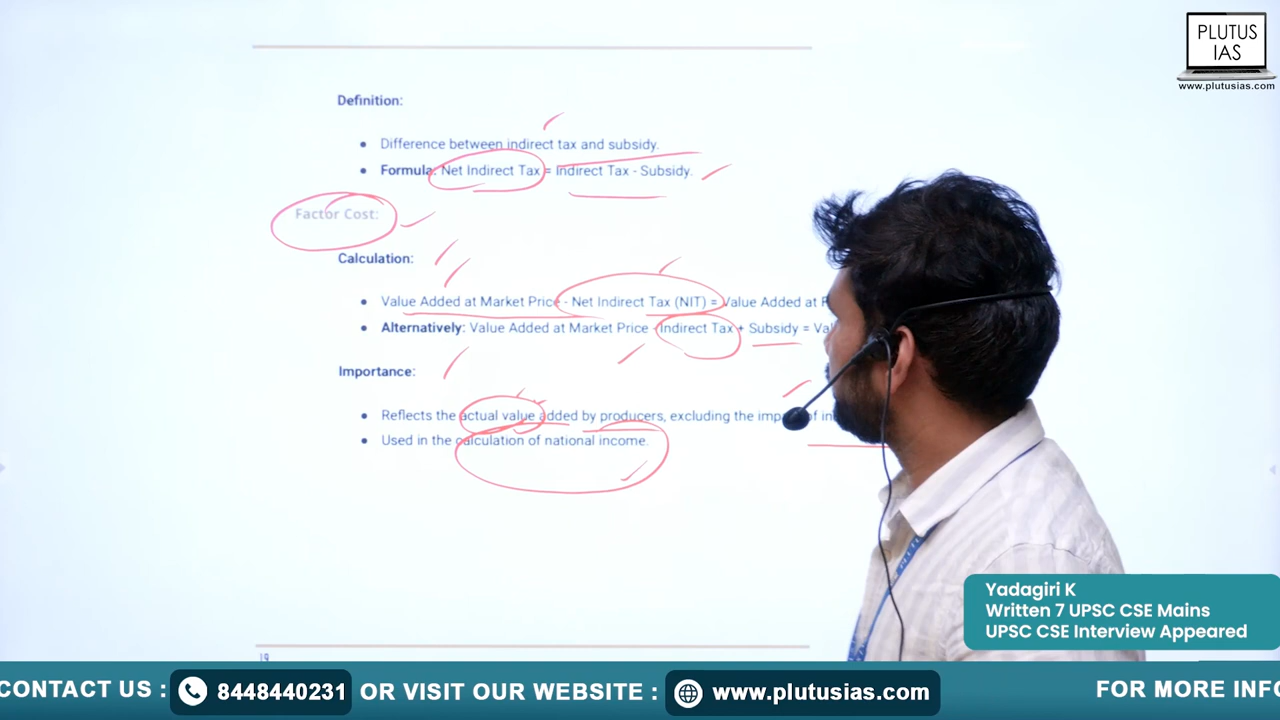 PLUTUS
IAS
www.plutusias.com
Definition:
• Difference between indirect tax and subsidy.
• Formula: Net Indirect Tax = Indirect Tax - Subsidy.
Factor Cost:
Calculation:
• Value Added at Market Price - Net Indirect Tax (NIT) = Value Added at
• Alternatively: Value Added at Market Price - Indirect Tax + Subsidy =
Importance:
• Reflects the actual value added by producers, excluding the of
• Used in the calculation of national income.
19
Yadagiri K
Written 7 UPSC CSE Mains
UPSC CSE Interview Appeared
CONTACT US : 8448440231 OR VISIT OUR WEBSITE : www.plutusias.com FOR MORE